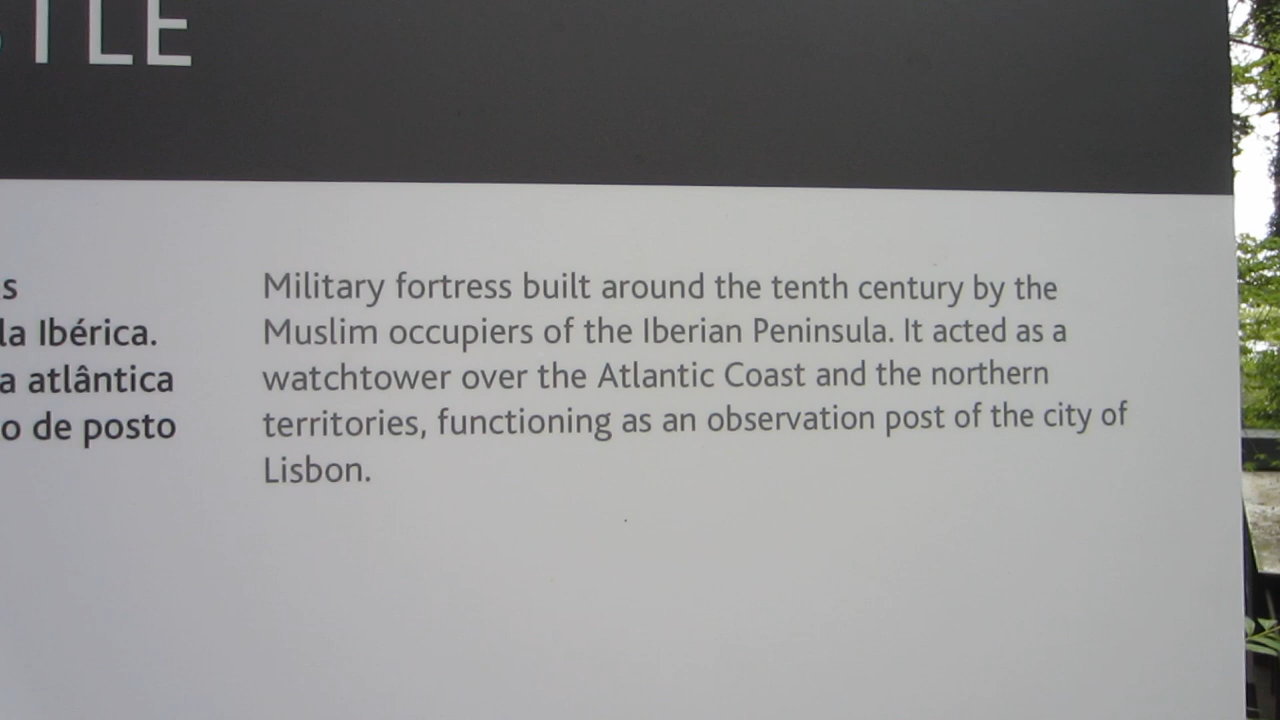 TLE
s
la Ibérica.
a atlântica
o de posto
Military fortress built around the tenth century by the
Muslim occupiers of the Iberian Peninsula. It acted as a
watchtower over the Atlantic Coast and the northern
territories, functioning as an observation post of the city of
Lisbon.